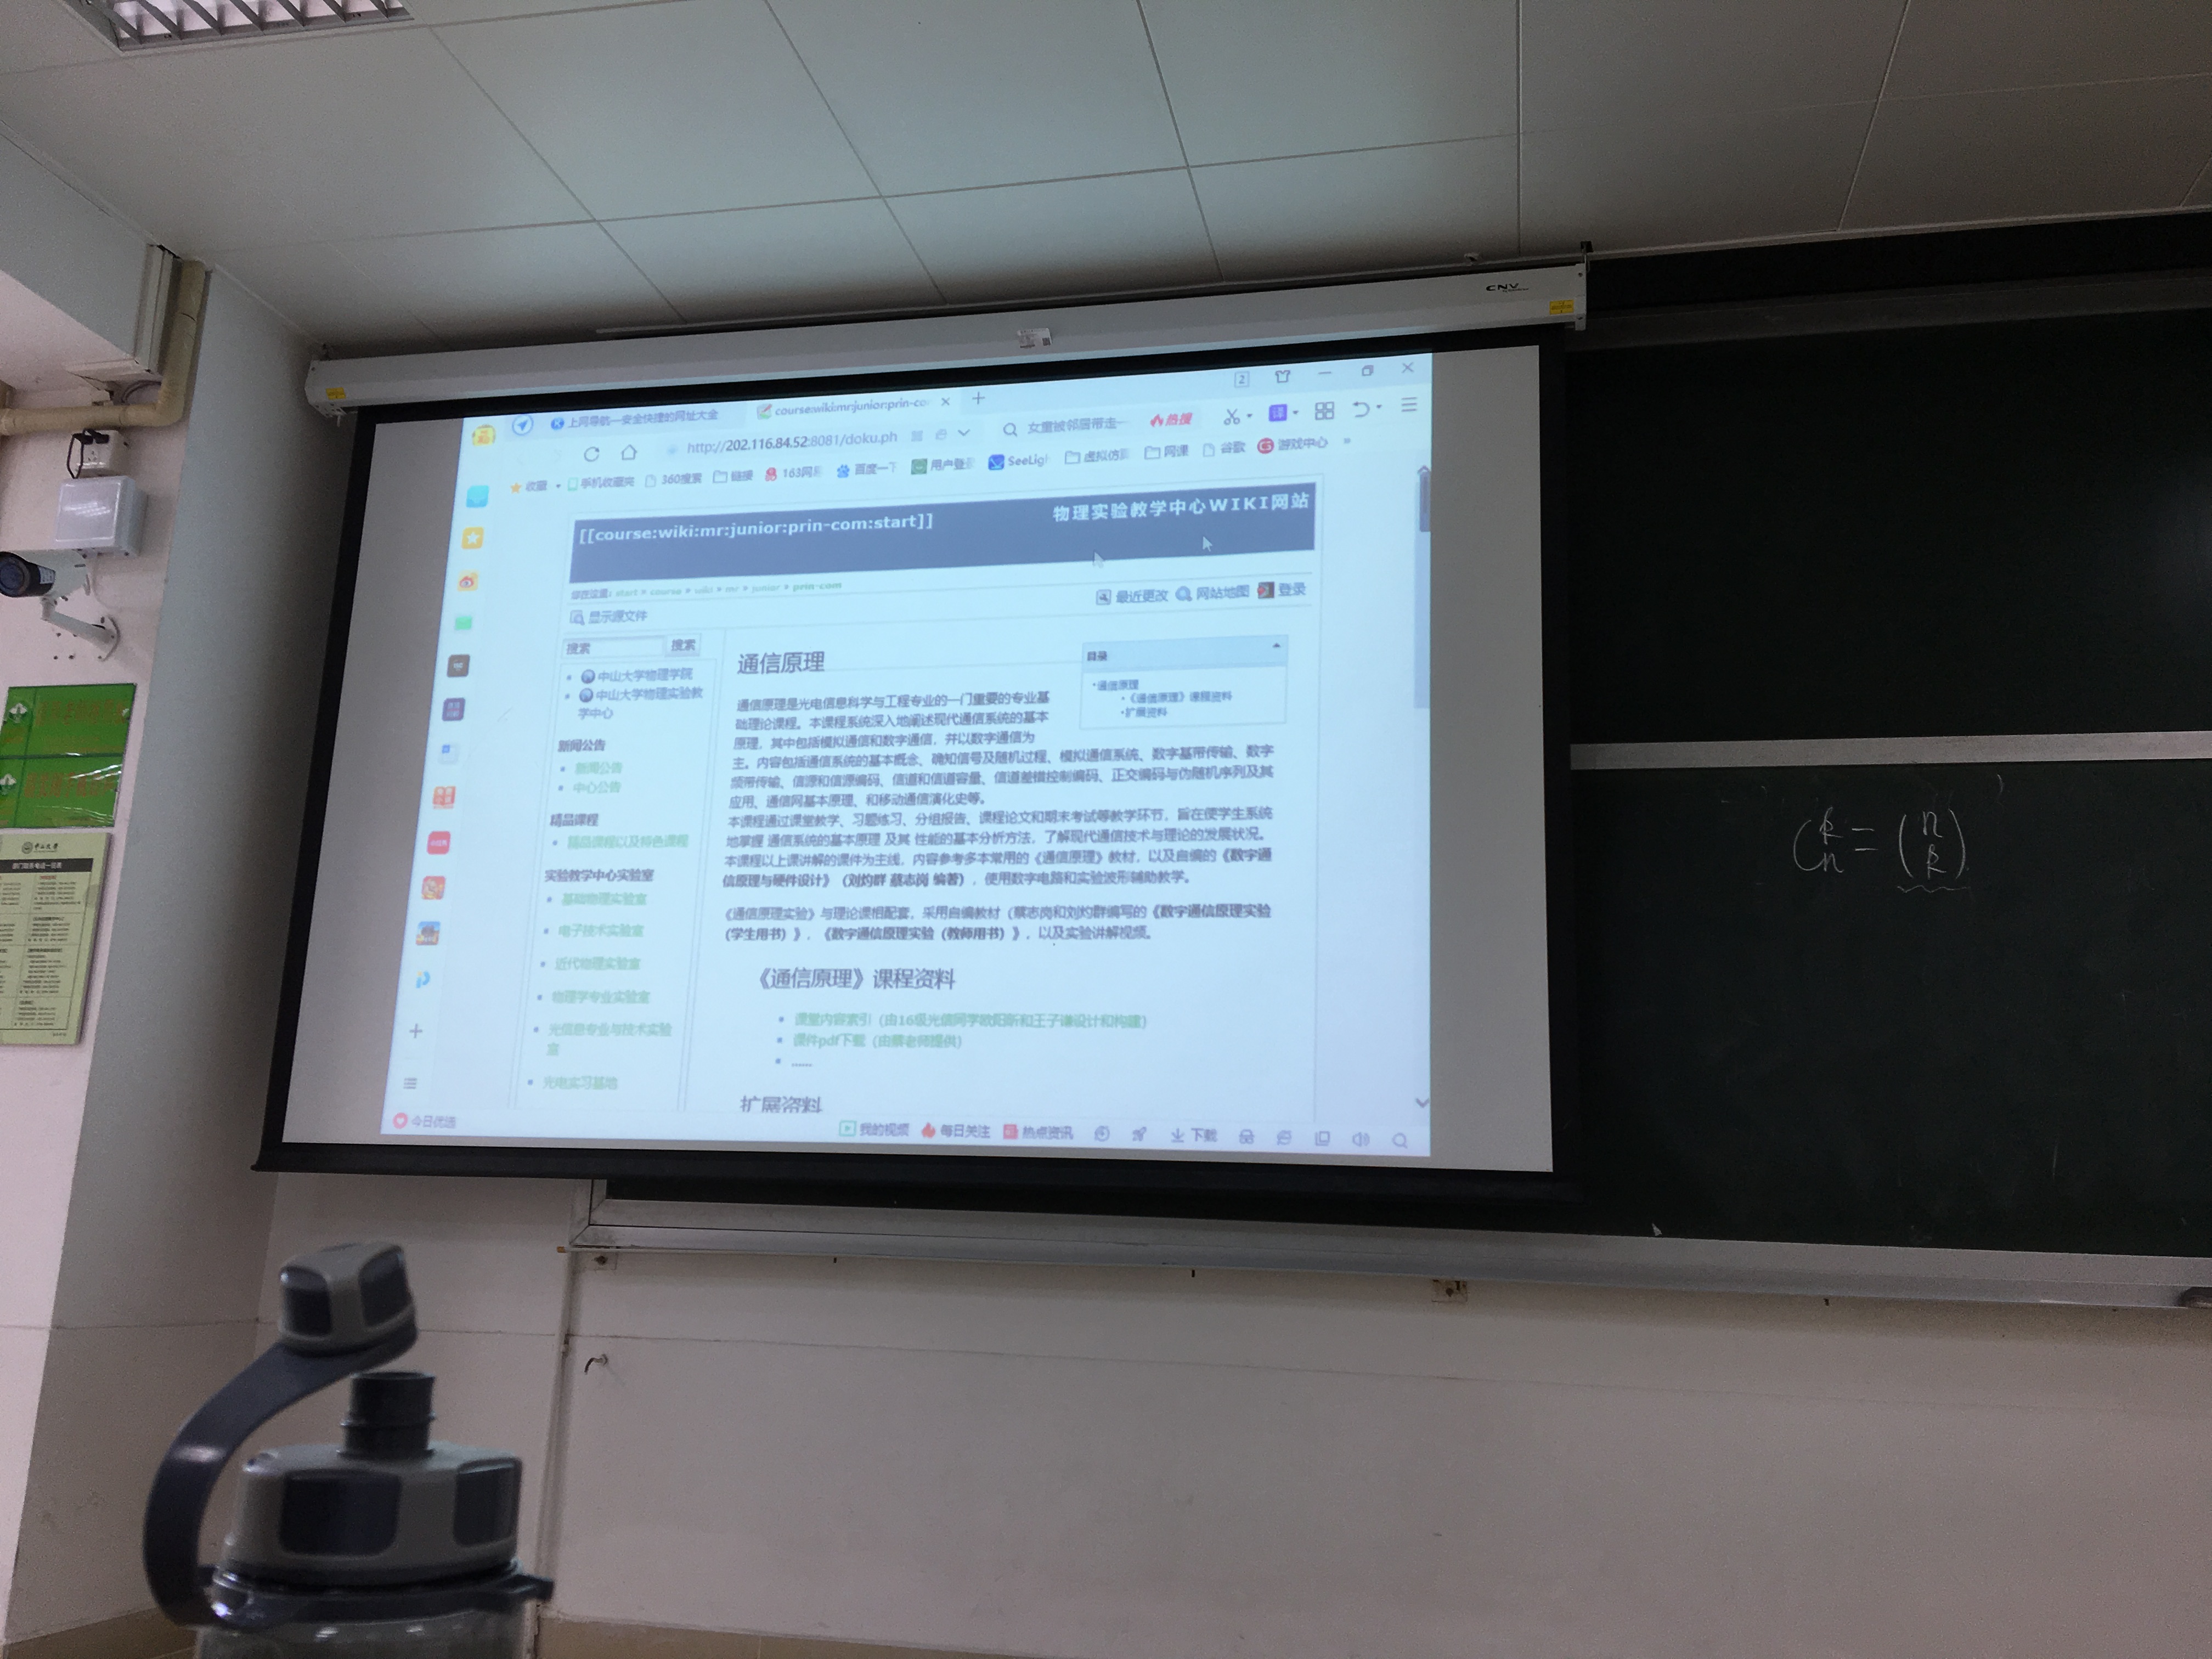 CNV
上网导航—安全快捷的网址大全
course:wiki:mr:junior:prin-co
http://202.116.84.52:8081/doku.ph
女童被邻居带走一
热搜
收藏
手机收藏夹
360搜索
链接
163网易
百度一下
用户登录
SeeLigh
虚拟仿真
网课
谷歌
游戏中心
[[course:wiki:mr:junior:prin-com:start]]
物理实验教学中心WIKI网站
你在这里: start » course » wiki » mr » junior » prin-com
最近更改 网站地图 登录
显示源文件
搜索 搜索
中山大学物理学院
中山大学物理实验教
学中心
新闻公告
新闻公告
中心公告
精品课程
精品课程以及特色课程
实验教学中心实验室
基础物理实验室
电子技术实验室
近代物理实验室
物理学专业实验室
光信息专业与技术实验
室
光电实习基地
通信原理
目录
通信原理
《通信原理》课程资料
扩展资料
通信原理是光电信息科学与工程专业的一门重要的专业基
础理论课程。本课程系统深入地阐述现代通信系统的基本
原理，其中包括模拟通信和数字通信，并以数字通信为
主。内容包括通信系统的基本概念、确知信号及随机过程、模拟通信系统、数字基带传输、数字
频带传输、信源和信源编码、信道和信道容量、信道差错控制编码、正交编码与伪随机序列及其
应用、通信网基本原理、和移动通信演化史等。
本课程通过课堂教学、习题练习、分组报告、课程论文和期末考试等教学环节，旨在使学生系统
地掌握 通信系统的基本原理 及其 性能的基本分析方法，了解现代通信技术与理论的发展状况。
本课程以上课讲解的课件为主线，内容参考多本常用的《通信原理》教材，以及自编的《数字通
信原理与硬件设计》（刘灼群 蔡志岗 编著），使用数字电路和实验波形辅助教学。
《通信原理实验》与理论课相配套，采用自编教材（蔡志岗和刘灼群编写的《数字通信原理实验
（学生用书）》，《数字通信原理实验（教师用书）》，以及实验讲解视频。
《通信原理》课程资料
课堂内容索引（由16级光信同学欧阳新和王子谦设计和构建）
课件pdf下载（由蔡老师提供）
……
扩展资料
今日优选
我的视频
每日关注
热点资讯
下载
C_n^k = (n k)
中山大学